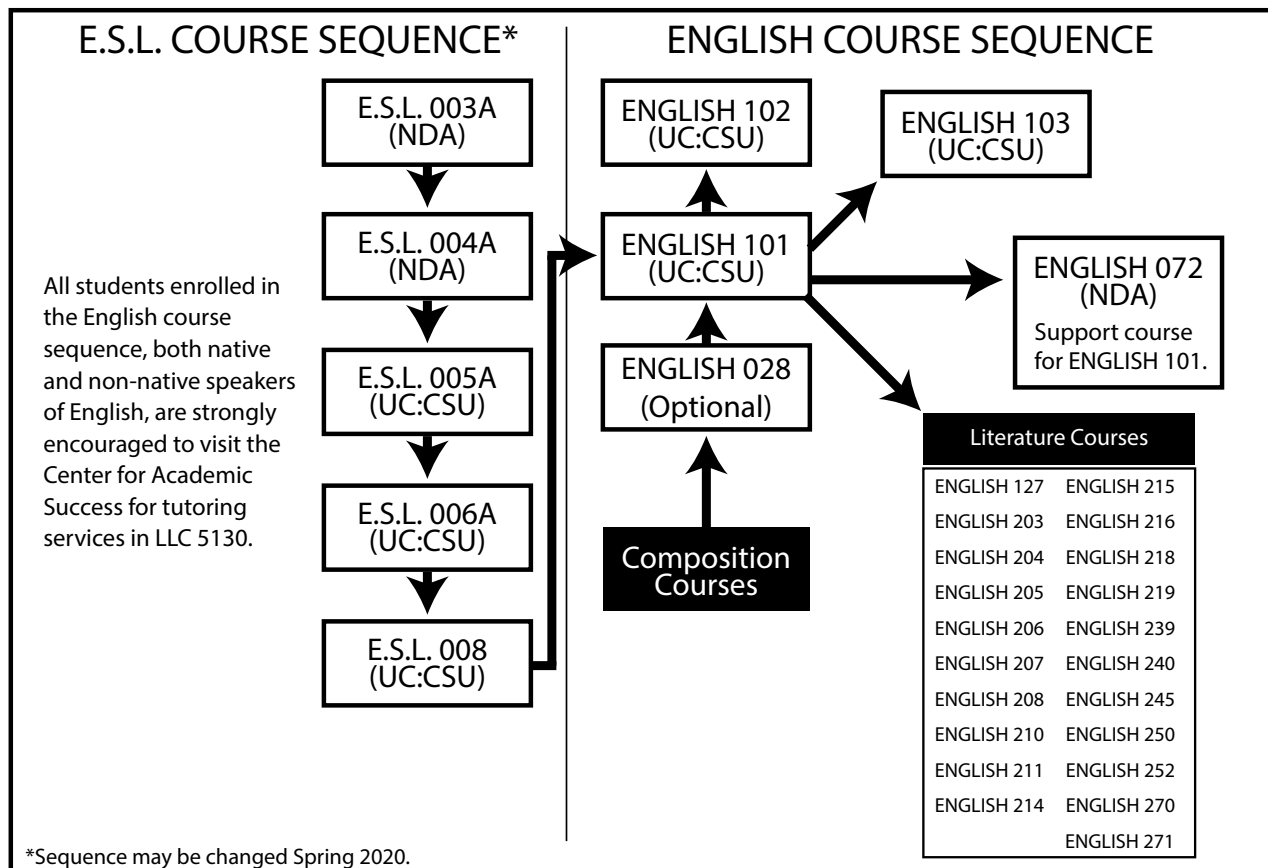 E.S.L. COURSE SEQUENCE*
E.S.L. 003A
(NDA)
E.S.L. 004A
(NDA)
E.S.L. 005A
(UC:CSU)
E.S.L. 006A
(UC:CSU)
E.S.L. 008
(UC:CSU)
All students enrolled in
the English course
sequence, both native
and non-native speakers
of English, are strongly
encouraged to visit the
Center for Academic
Success for tutoring
services in LLC 5130.
*Sequence may be changed Spring 2020.
ENGLISH COURSE SEQUENCE
ENGLISH 102
(UC:CSU)
ENGLISH 103
(UC:CSU)
ENGLISH 101
(UC:CSU)
ENGLISH 072
(NDA)
Support course
for ENGLISH 101.
ENGLISH 028
(Optional)
Composition
Courses
Literature Courses
ENGLISH 127 ENGLISH 215
ENGLISH 203 ENGLISH 216
ENGLISH 204 ENGLISH 218
ENGLISH 205 ENGLISH 219
ENGLISH 206 ENGLISH 239
ENGLISH 207 ENGLISH 240
ENGLISH 208 ENGLISH 245
ENGLISH 210 ENGLISH 250
ENGLISH 211 ENGLISH 252
ENGLISH 214 ENGLISH 270
ENGLISH 271